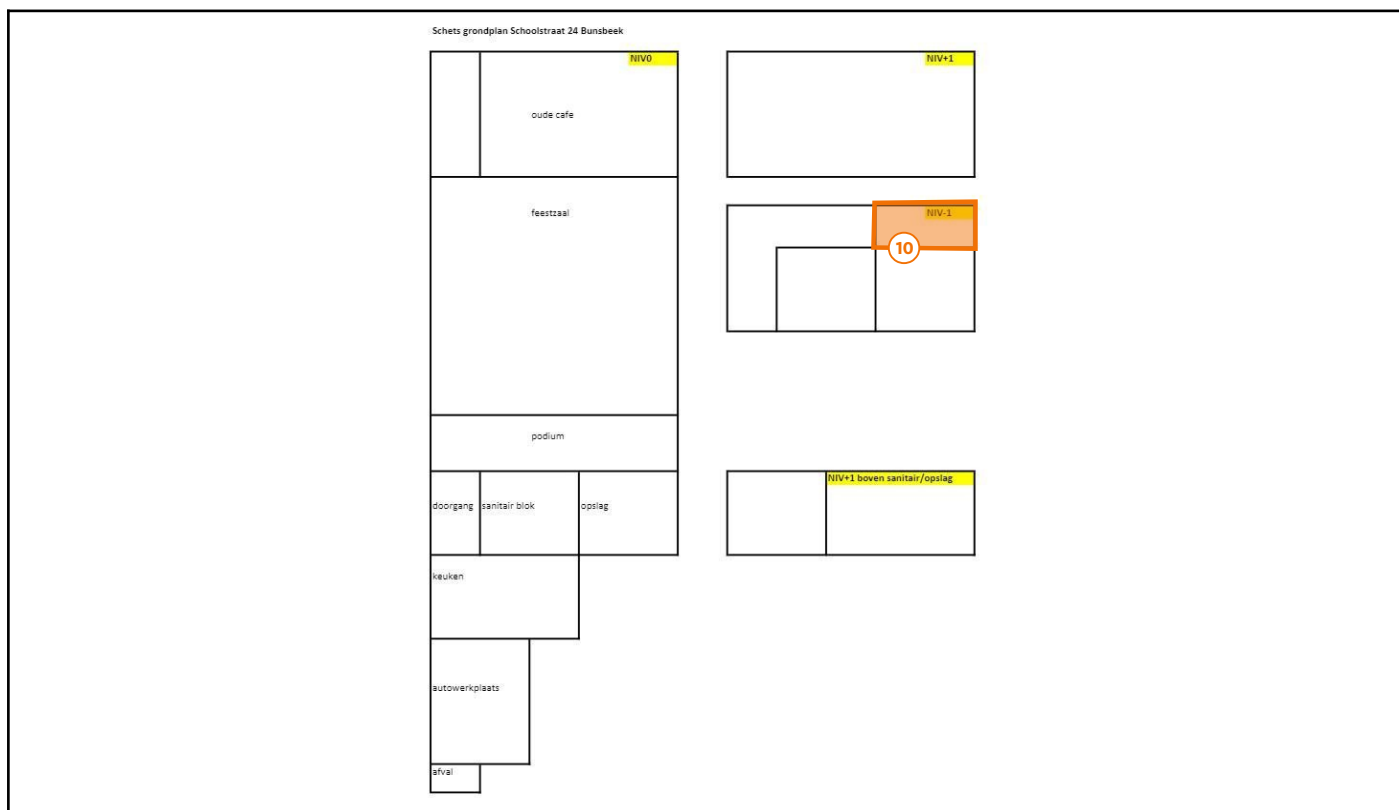 Schets grondplan Schoolstraat 24 Bunsbeek
NIV0
NIV+1
oude cafe
feestzaal
NIV-1
10
podium
NIV+1 boven sanitair/opslag
doorgang
sanitair blok
opslag
keuken
autowerkplaats
afval